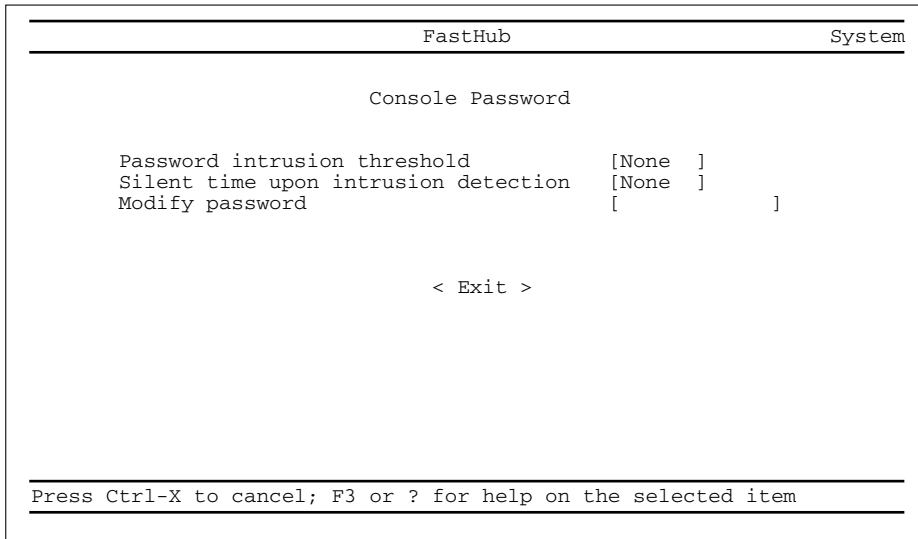 FastHub System
Console Password
Password intrusion threshold [None ]
Silent time upon intrusion detection [None ]
Modify password [ ]
< Exit >
Press Ctrl-X to cancel; F3 or ? for help on the selected item